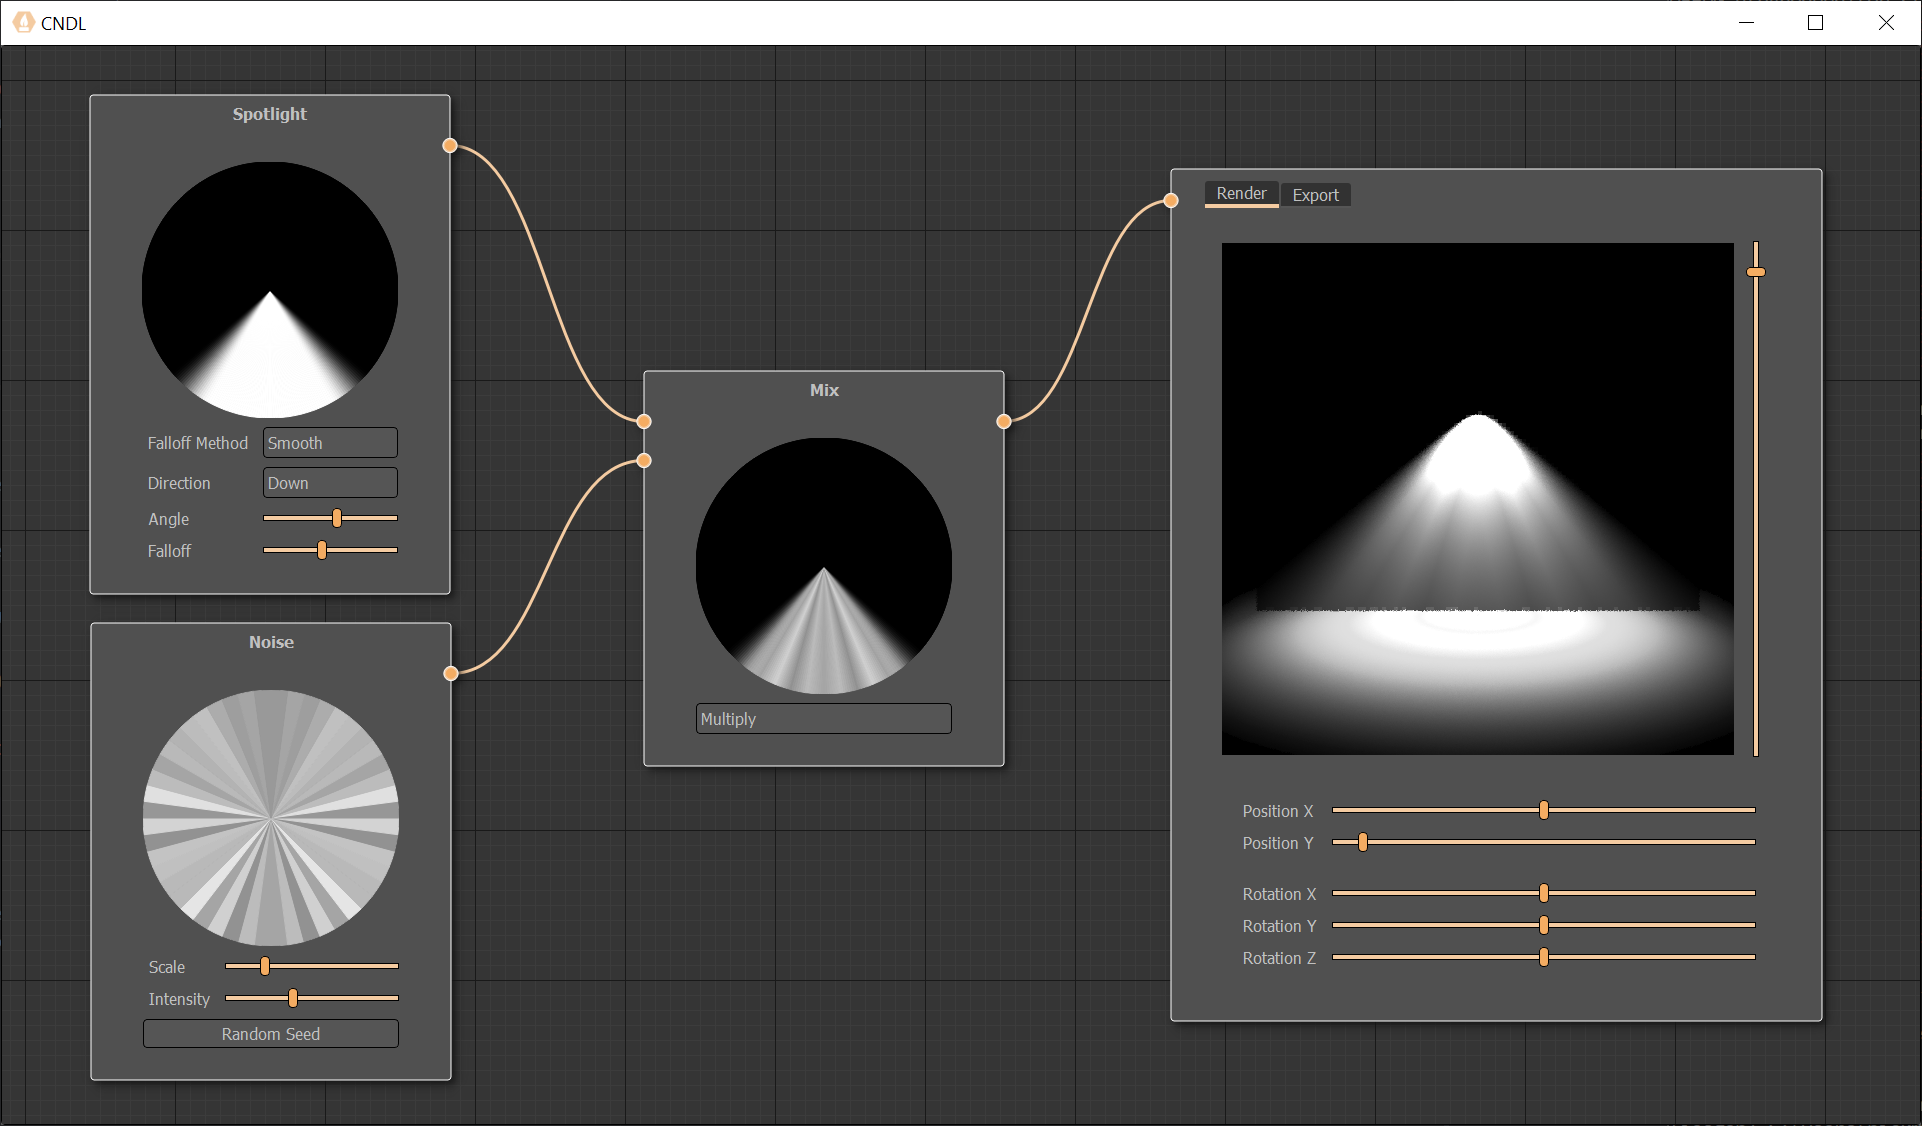 CNDL
Spotlight
Falloff Method Smooth
Direction Down
Angle
Falloff
Noise
Scale
Intensity
Random Seed
Mix
Multiply
Render Export
Position X
Position Y
Rotation X
Rotation Y
Rotation Z